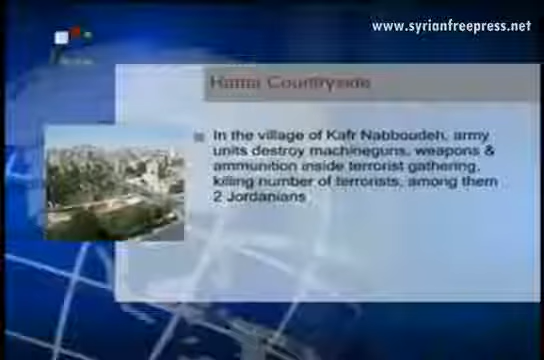 www.syrianfreepress.net
Hama Countryside
In the village of Kafr Nabboudeh, army
units destroy machineguns, weapons &
ammunition inside terrorist gathering,
killing number of terrorists, among them
2 Jordanians